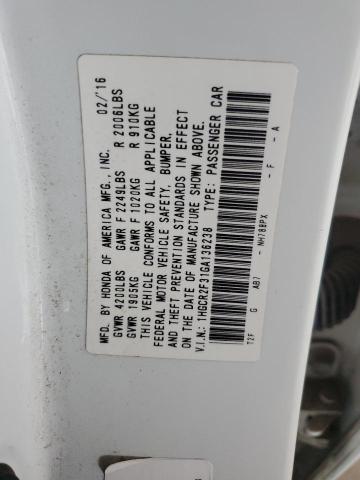 MFD. BY HONDA OF AMERICA MFG., INC. 02/'16
GVWR 4200LBS GAWR F 2249LBS R 2006LBS
GVWR 1905KG GAWR F 1020KG R 910KG
THIS VEHICLE CONFORMS TO ALL APPLICABLE
FEDERAL MOTOR VEHICLE SAFETY, BUMPER,
AND THEFT PREVENTION STANDARDS IN EFFECT
ON THE DATE OF MANUFACTURE SHOWN ABOVE.
V.I.N.: 1HGCR2F31GA136238 TYPE: PASSENGER CAR
T2F G AB7 - NH788PX - F - A